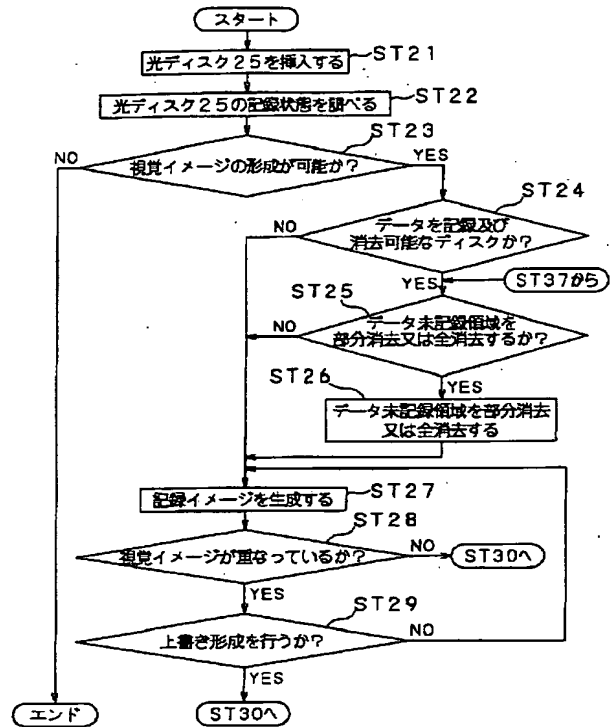 スタート
ST21
光ディスク25を挿入する
ST22
光ディスク25の記録状態を調べる
ST23
NO
視覚イメージの形成が可能か?
YES
ST24
NO
データを記録及び
消去可能なディスクか?
YES
ST37から
ST25
NO
データ未記録領域を
部分消去又は全消去するか?
YES
ST26
データ未記録領域を部分消去
又は全消去する
記録イメージを生成する
ST27
ST28
視覚イメージが重なっているか?
NO
ST30へ
YES
ST29
上書き形成を行うか?
NO
YES
エンド
ST30へ